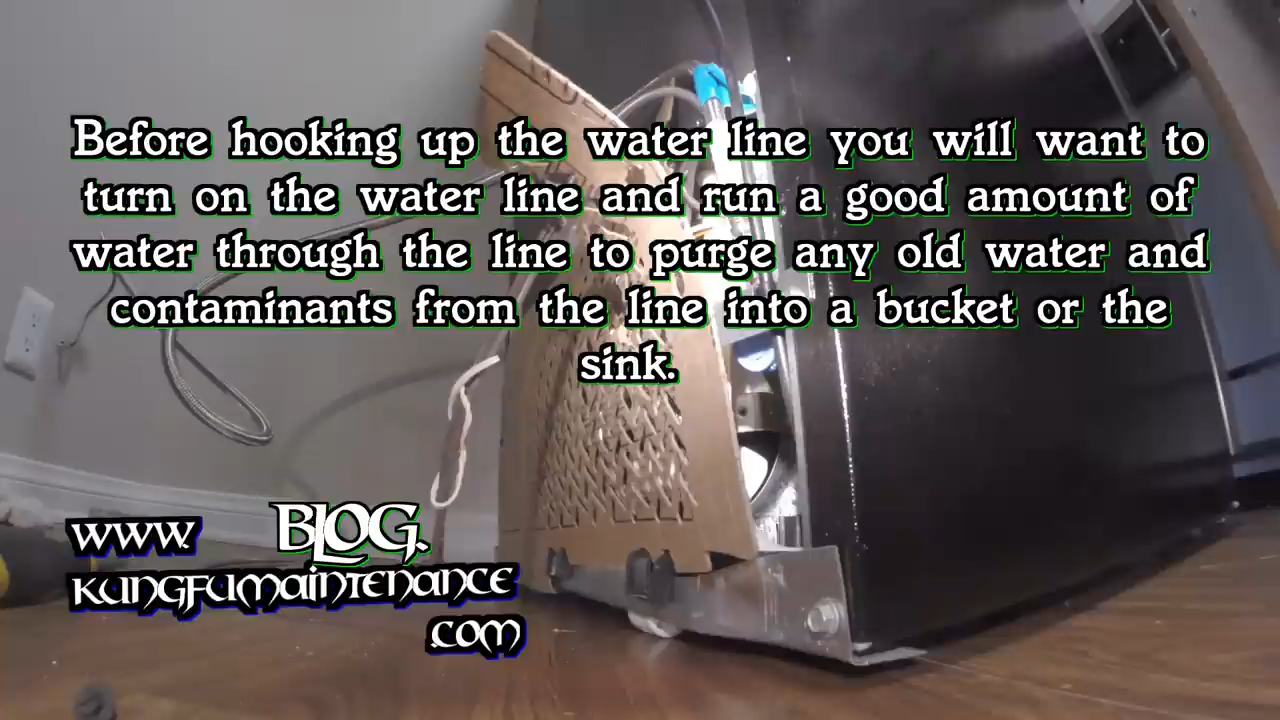 Before hooking up the water line you will want to
turn on the water line and run a good amount of
water through the line to purge any old water and
contaminants from the line into a bucket or the
sink.
www. BLOG.
KUNGFUMAINTENANCE
.COM